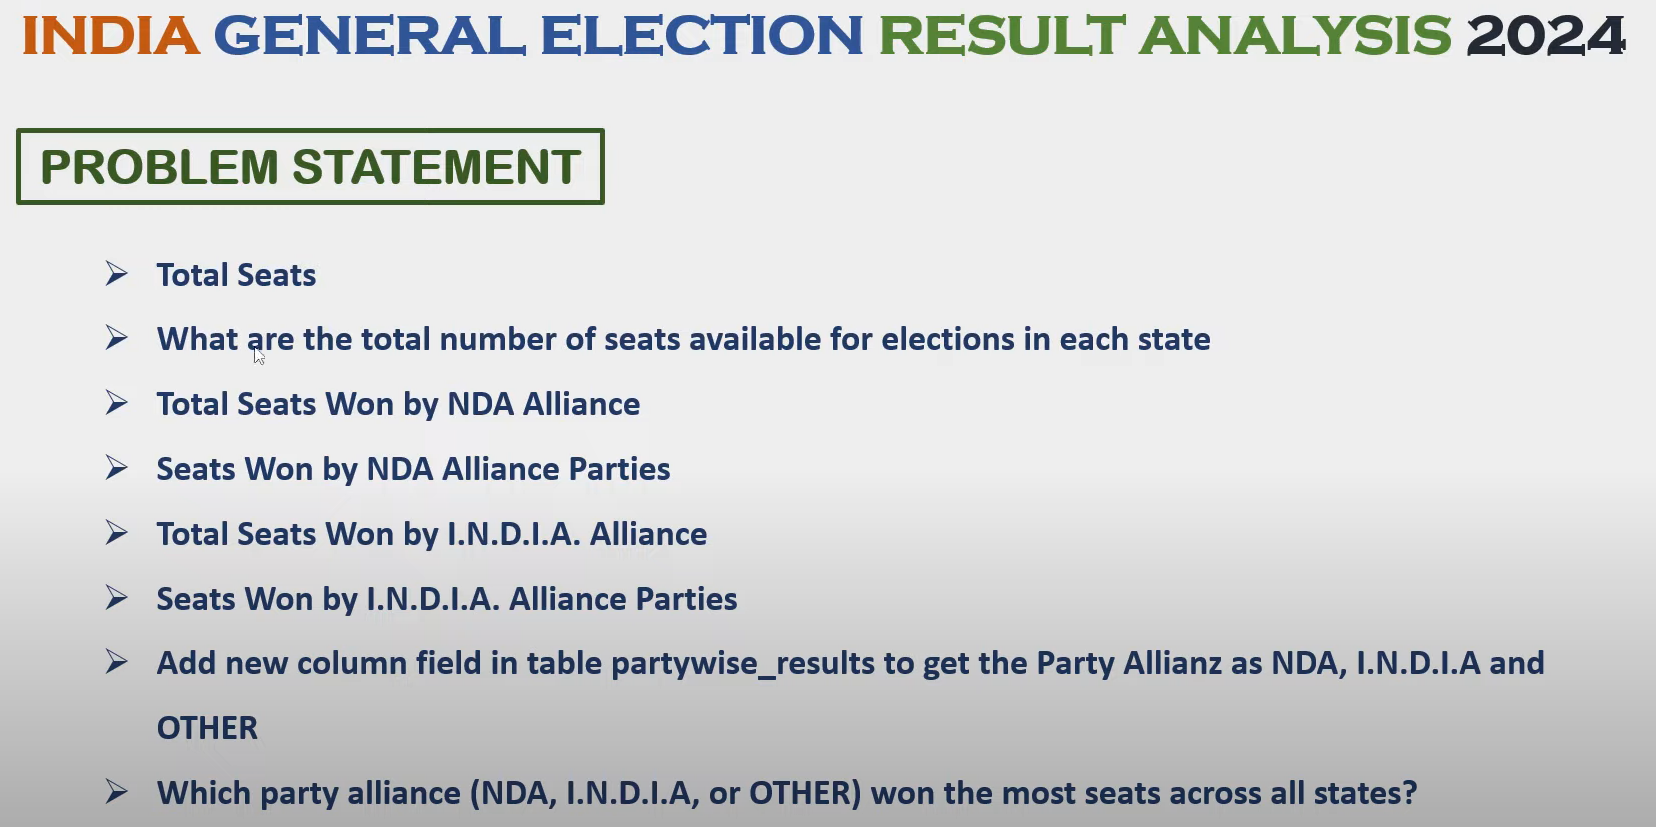 INDIA GENERAL ELECTION RESULT ANALYSIS 2024
PROBLEM STATEMENT
Total Seats
What are the total number of seats available for elections in each state
Total Seats Won by NDA Alliance
Seats Won by NDA Alliance Parties
Total Seats Won by I.N.D.I.A. Alliance
Seats Won by I.N.D.I.A. Alliance Parties
Add new column field in table partywise_results to get the Party Allianz as NDA, I.N.D.I.A and
OTHER
Which party alliance (NDA, I.N.D.I.A, or OTHER) won the most seats across all states?